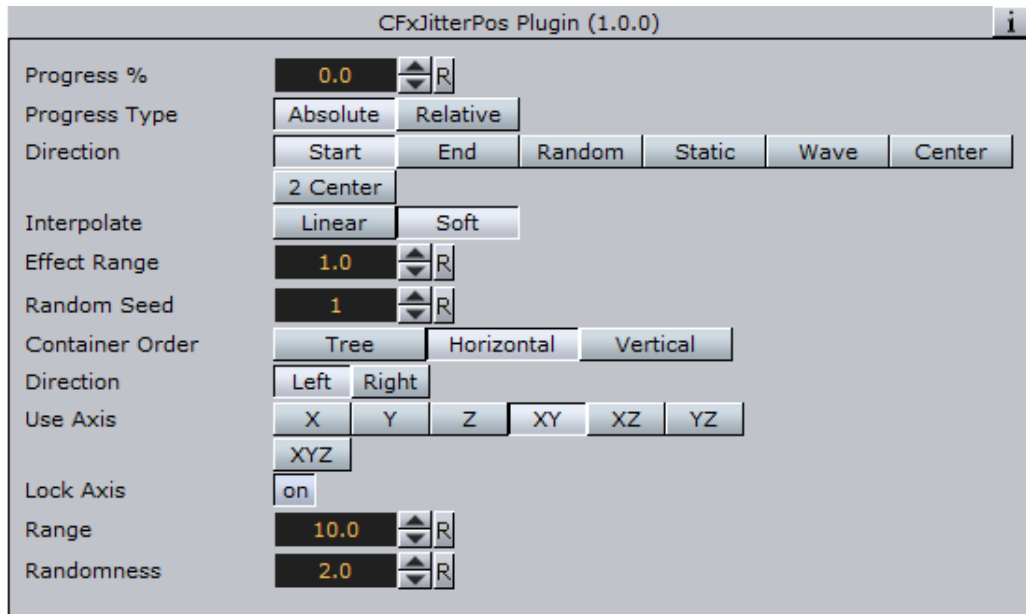 CFxJitterPos Plugin (1.0.0) i
Progress % 0.0 R
Progress Type Absolute Relative
Direction Start End Random Static Wave Center
2 Center
Interpolate Linear Soft
Effect Range 1.0 R
Random Seed 1 R
Container Order Tree Horizontal Vertical
Direction Left Right
Use Axis X Y Z XY XZ YZ
XYZ
Lock Axis on
Range 10.0 R
Randomness 2.0 R